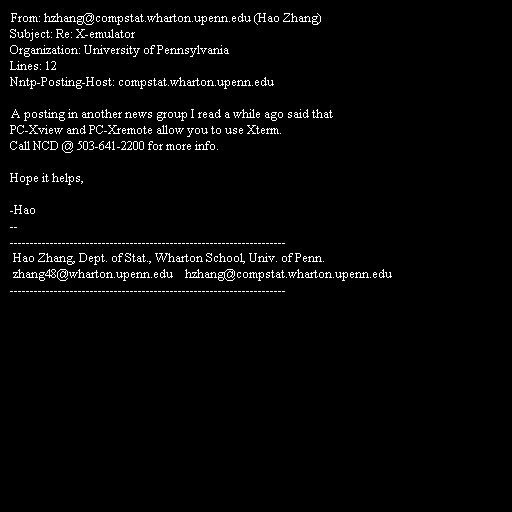 From: hzhang@compstat.wharton.upenn.edu (Hao Zhang)
Subject: Re: X-emulator
Organization: University of Pennsylvania
Lines: 12
Nntp-Posting-Host: compstat.wharton.upenn.edu

A posting in another news group I read a while ago said that
PC-Xview and PC-Xremote allow you to use Xterm.
Call NCD @ 503-641-2200 for more info.

Hope it helps,

-Hao
--
---------------------------------------------------------------------
Hao Zhang, Dept. of Stat., Wharton School, Univ. of Penn.
zhang48@wharton.upenn.edu    hzhang@compstat.wharton.upenn.edu
---------------------------------------------------------------------